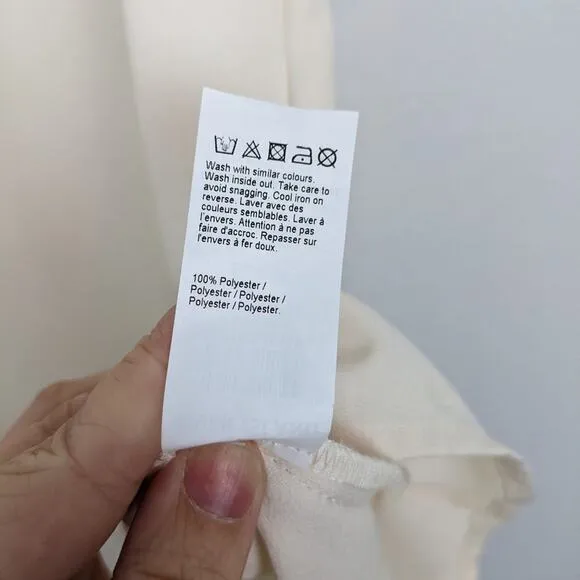 Wash with similar colours.
Wash inside out. Take care to
avoid snagging. Cool iron on
reverse. Laver avec des
couleurs semblables. Laver à
l'envers. Attention à ne pas
faire d'accroc. Repasser sur
l'envers à fer doux.
100% Polyester /
Polyester / Polyester /
Polyester / Polyester.